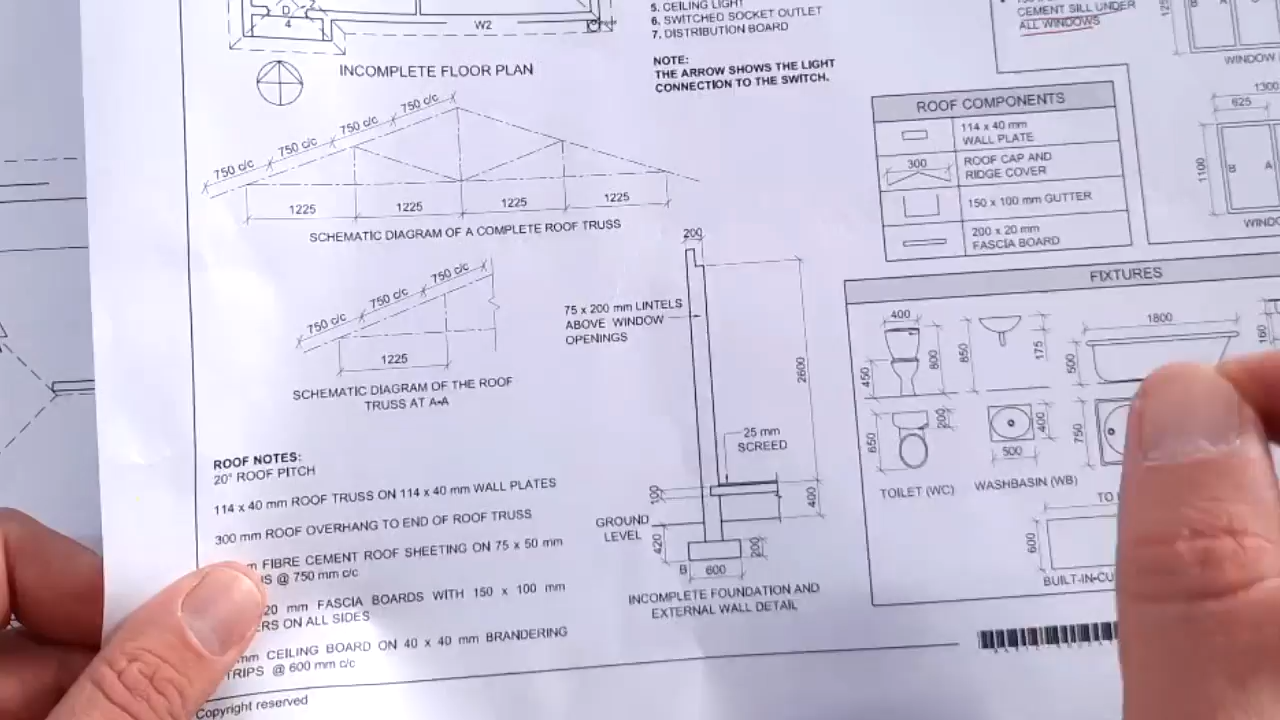 D
4
W2
INCOMPLETE FLOOR PLAN
5. CEILING LIGHT
6. SWITCHED SOCKET OUTLET
7. DISTRIBUTION BOARD
NOTE:
THE ARROW SHOWS THE LIGHT
CONNECTION TO THE SWITCH.
CEMENT SILL UNDER
ALL WINDOWS
B
WINDOW
750 c/c
750 c/c
750 c/c
750 c/c
1225
1225
1225
1225
SCHEMATIC DIAGRAM OF A COMPLETE ROOF TRUSS
ROOF COMPONENTS
114 x 40 mm
WALL PLATE
300
ROOF CAP AND
RIDGE COVER
150 x 100 mm GUTTER
200 x 20 mm
FASCIA BOARD
1300
625
1100
B
A
750 c/c
750 c/c
750 c/c
1225
SCHEMATIC DIAGRAM OF THE ROOF
TRUSS AT A-A
200
75 x 200 mm LINTELS
ABOVE WINDOW
OPENINGS
2600
25 mm
SCREED
100
400
GROUND
LEVEL
420
200
B
600
INCOMPLETE FOUNDATION AND
EXTERNAL WALL DETAIL
FIXTURES
400
450
800
850
175
1800
500
160
650
200
400
500
750
TOILET (WC)
WASHBASIN (WB)
600
ROOF NOTES:
20° ROOF PITCH
114 x 40 mm ROOF TRUSS ON 114 x 40 mm WALL PLATES
300 mm ROOF OVERHANG TO END OF ROOF TRUSS
FIBRE CEMENT ROOF SHEETING ON 75 x 50 mm
@ 750 mm c/c
20 mm FASCIA BOARDS WITH 150 x 100 mm
ON ALL SIDES
mm CEILING BOARD ON 40 x 40 mm BRANDERING
@ 600 mm c/c
Copyright reserved